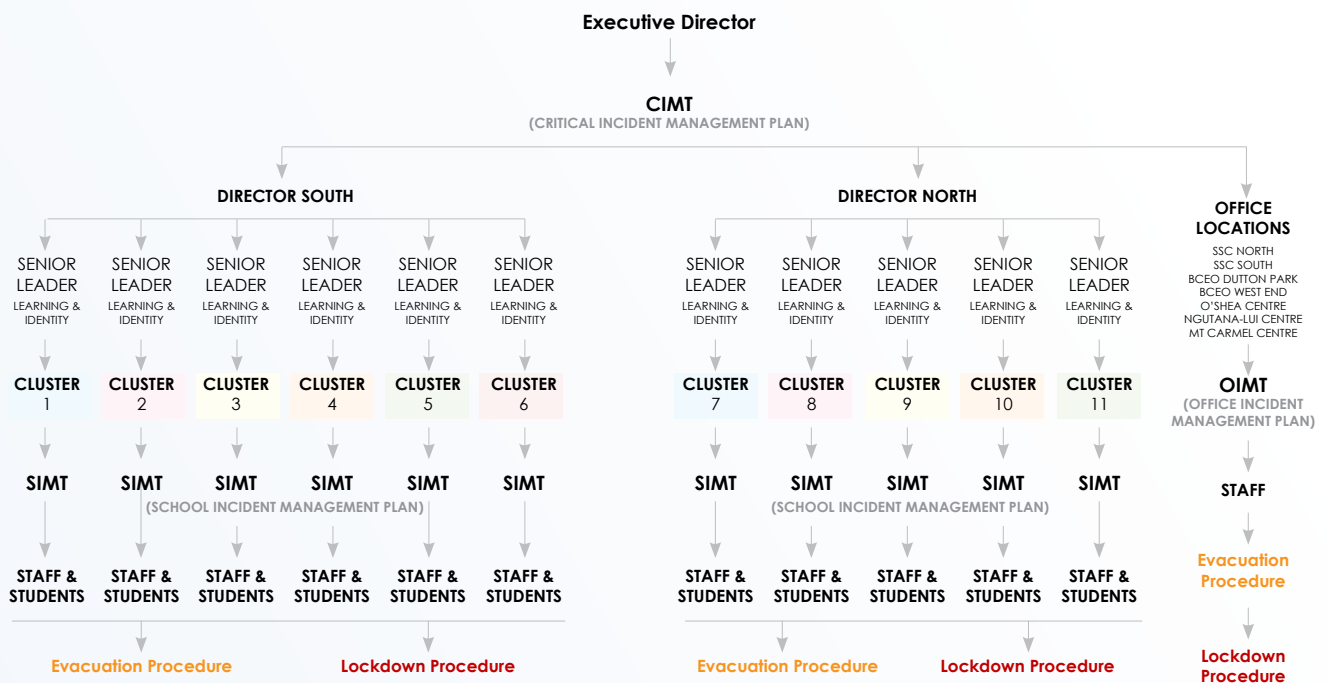 Executive Director
CIMT
(CRITICAL INCIDENT MANAGEMENT PLAN)
DIRECTOR SOUTH
DIRECTOR NORTH
OFFICE
LOCATIONS
SSC NORTH
SSC SOUTH
BCEO DUTTON PARK
BCEO WEST END
O'SHEA CENTRE
NGUTANA-LUI CENTRE
MT CARMEL CENTRE
SENIOR SENIOR SENIOR SENIOR SENIOR SENIOR
LEADER LEADER LEADER LEADER LEADER LEADER
LEARNING & LEARNING & LEARNING & LEARNING & LEARNING & LEARNING &
IDENTITY IDENTITY IDENTITY IDENTITY IDENTITY IDENTITY
SENIOR SENIOR SENIOR SENIOR SENIOR
LEADER LEADER LEADER LEADER LEADER
LEARNING & LEARNING & LEARNING & LEARNING & LEARNING &
IDENTITY IDENTITY IDENTITY IDENTITY IDENTITY
CLUSTER CLUSTER CLUSTER CLUSTER CLUSTER CLUSTER
1 2 3 4 5 6
CLUSTER CLUSTER CLUSTER CLUSTER CLUSTER
7 8 9 10 11
OIMT
(OFFICE INCIDENT
MANAGEMENT PLAN)
SIMT SIMT SIMT SIMT SIMT SIMT
(SCHOOL INCIDENT MANAGEMENT PLAN)
SIMT SIMT SIMT SIMT SIMT
(SCHOOL INCIDENT MANAGEMENT PLAN)
STAFF
STAFF & STAFF & STAFF & STAFF & STAFF & STAFF &
STUDENTS STUDENTS STUDENTS STUDENTS STUDENTS STUDENTS
STAFF & STAFF & STAFF & STAFF & STAFF &
STUDENTS STUDENTS STUDENTS STUDENTS STUDENTS
Evacuation
Procedure
Evacuation Procedure
Lockdown Procedure
Evacuation Procedure
Lockdown Procedure
Lockdown
Procedure